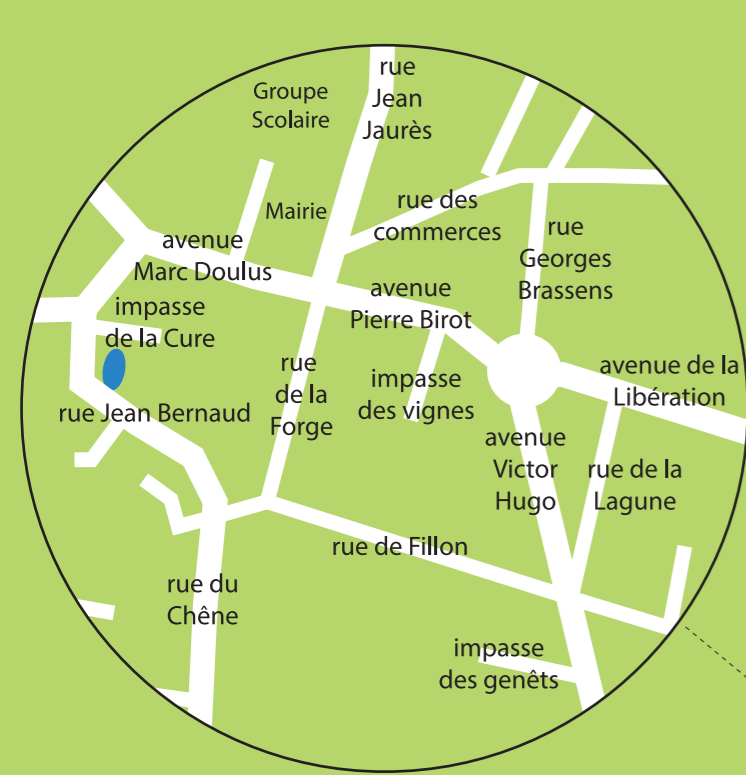 rue
Jean
Jaurès
Groupe
Scolaire
Mairie
rue des
commerces
rue
Georges
Brassens
avenue
Marc Doulus
avenue
Pierre Birot
impasse
de la Cure
rue
de la
Forge
impasse
des vignes
avenue de la
Libération
rue Jean Bernaud
avenue
Victor
Hugo
rue de la
Lagune
rue de Fillon
rue du
Chêne
impasse
des genêts